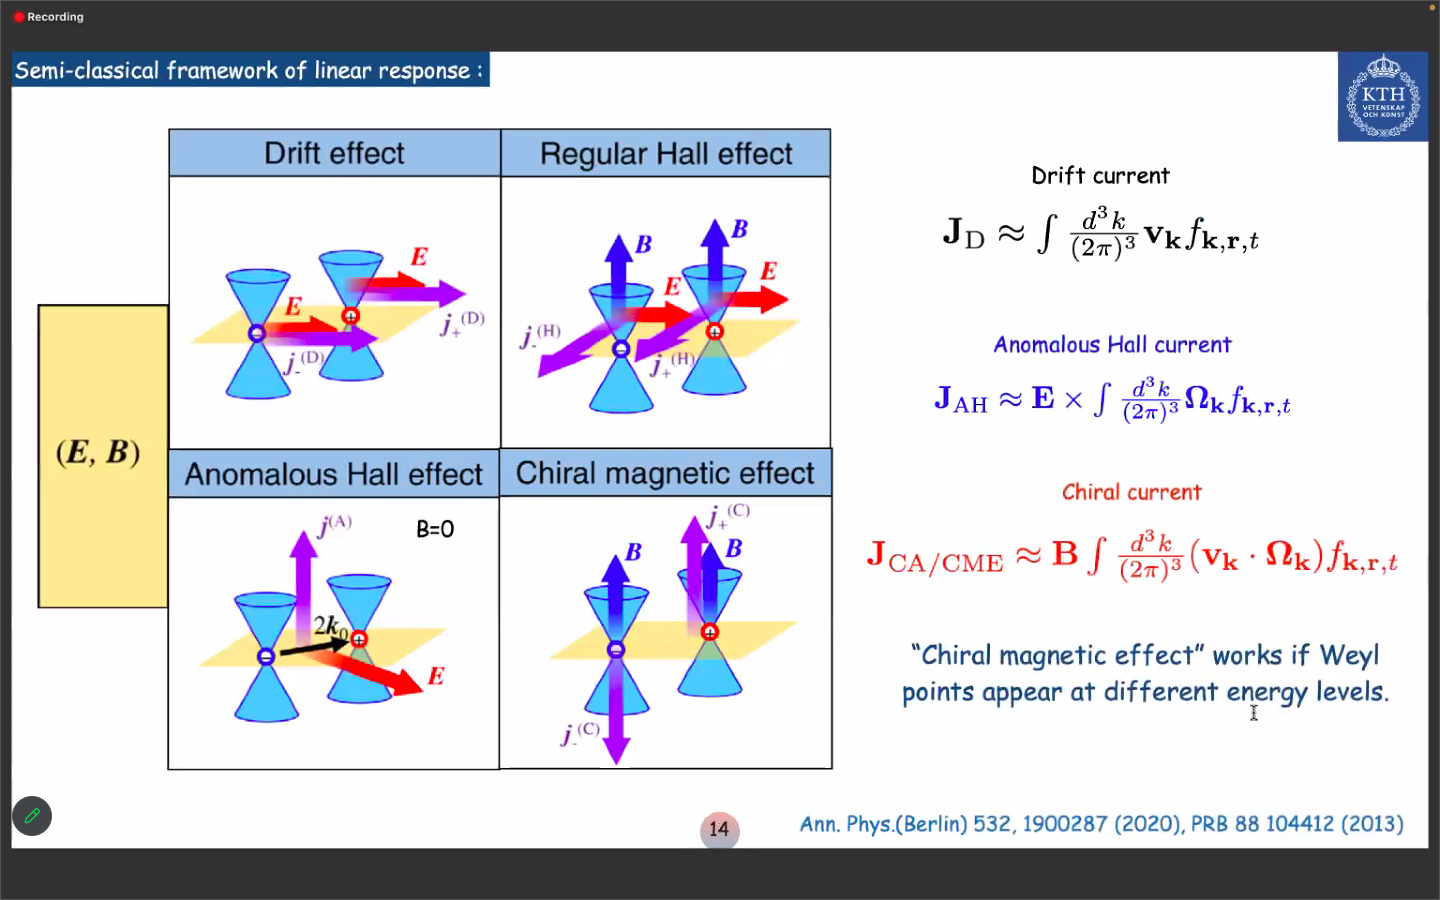 Recording
Semi-classical framework of linear response :
KTH
VETENSKAP
OCH KONST
Drift effect
Regular Hall effect
E
E
j₊⁽ᴰ⁾
j₋⁽ᴰ⁾
B
B
E
E
j₋⁽ᴴ⁾
j₊⁽ᴴ⁾
(E, B)
Anomalous Hall effect
Chiral magnetic effect
j⁽ᴬ⁾
B=0
2k₀
E
j₊⁽ᶜ⁾
B
B
j₋⁽ᶜ⁾
Drift current
J_D ≈ ∫ d³k/(2π)³ v_k f_k,r,t
Anomalous Hall current
J_AH ≈ E × ∫ d³k/(2π)³ Ω_k f_k,r,t
Chiral current
J_CA/CME ≈ B ∫ d³k/(2π)³ (v_k · Ω_k) f_k,r,t
“Chiral magnetic effect” works if Weyl
points appear at different energy levels.
14
Ann. Phys.(Berlin) 532, 1900287 (2020), PRB 88 104412 (2013)